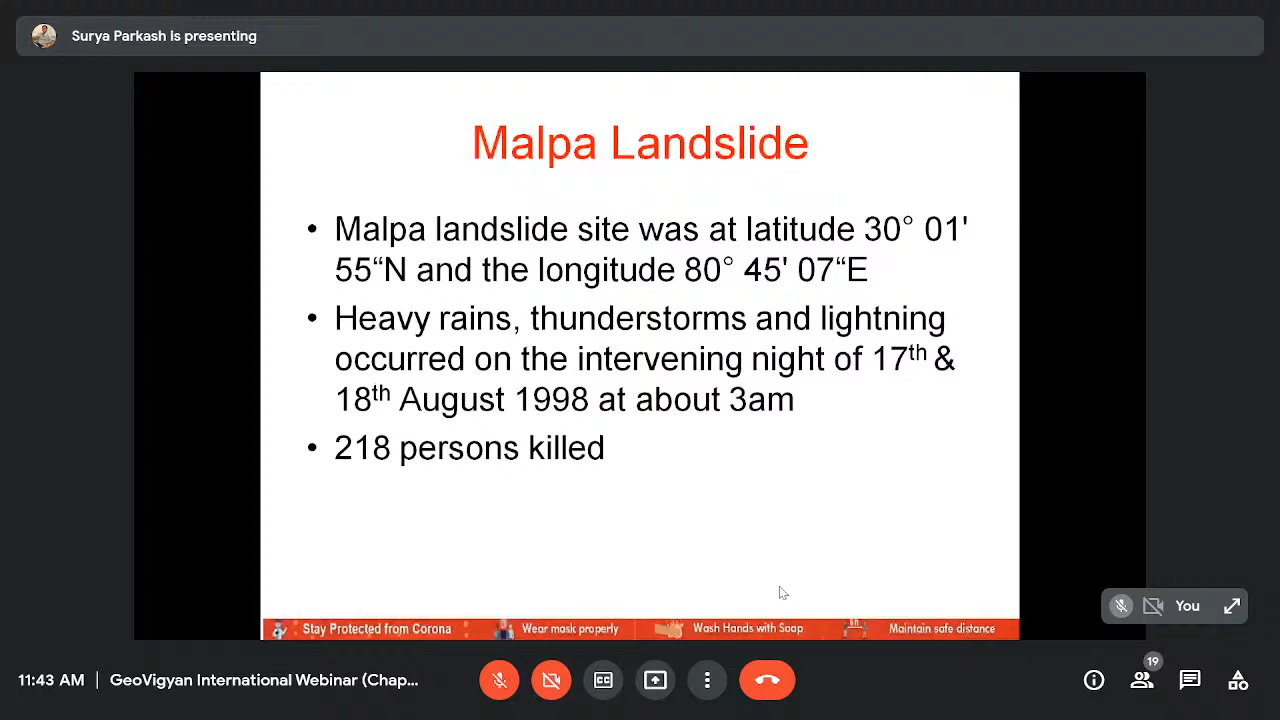 Surya Parkash is presenting
Malpa Landslide
• Malpa landslide site was at latitude 30° 01'
55“N and the longitude 80° 45' 07“E
• Heavy rains, thunderstorms and lightning
occurred on the intervening night of 17th &
18th August 1998 at about 3am
• 218 persons killed
Stay Protected from Corona
Wear mask properly
Wash Hands with Soap
6ft
Maintain safe distance
You
11:43 AM | GeoVigyan International Webinar (Chap...
CC
19